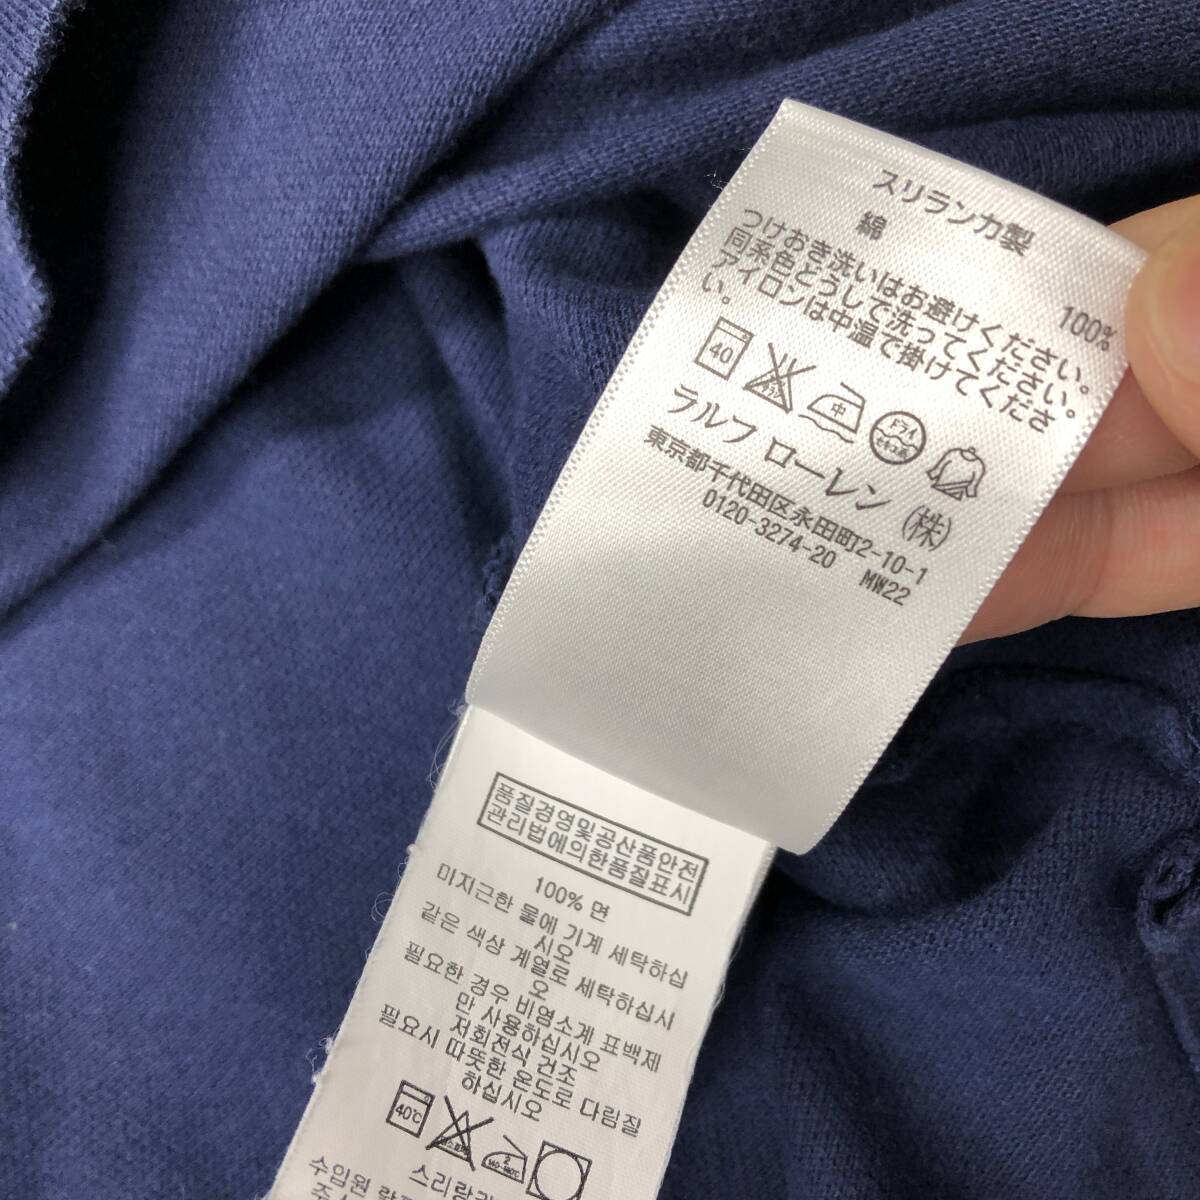 スリランカ製
綿 100%
つけおき洗いはお避けください。
同系色どうしで洗ってください。
アイロンは中温で掛けてくださ
い。
40 中 ドライ
ラルフ ローレン (株)
東京都千代田区永田町2-10-1
0120-3274-20 MW22
품질경영및공산품안전
관리법에의한품질표시
100% 면
미지근한 물에 기계 세탁하십
시오
같은 색상 계열로 세탁하십시
오
필요한 경우 비염소계 표백제
만 사용하십시오
저회전식 건조
필요시 따뜻한 온도로 다림질
하십시오
40℃
스리랑
수입원